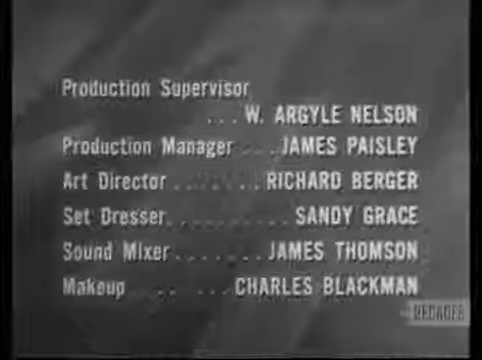 Production Supervisor
... W. ARGYLE NELSON
Production Manager ... JAMES PAISLEY
Art Director ........ RICHARD BERGER
Set Dresser. ......... SANDY GRACE
Sound Mixer ....... JAMES THOMSON
Makeup ....... CHARLES BLACKMAN
DECADES